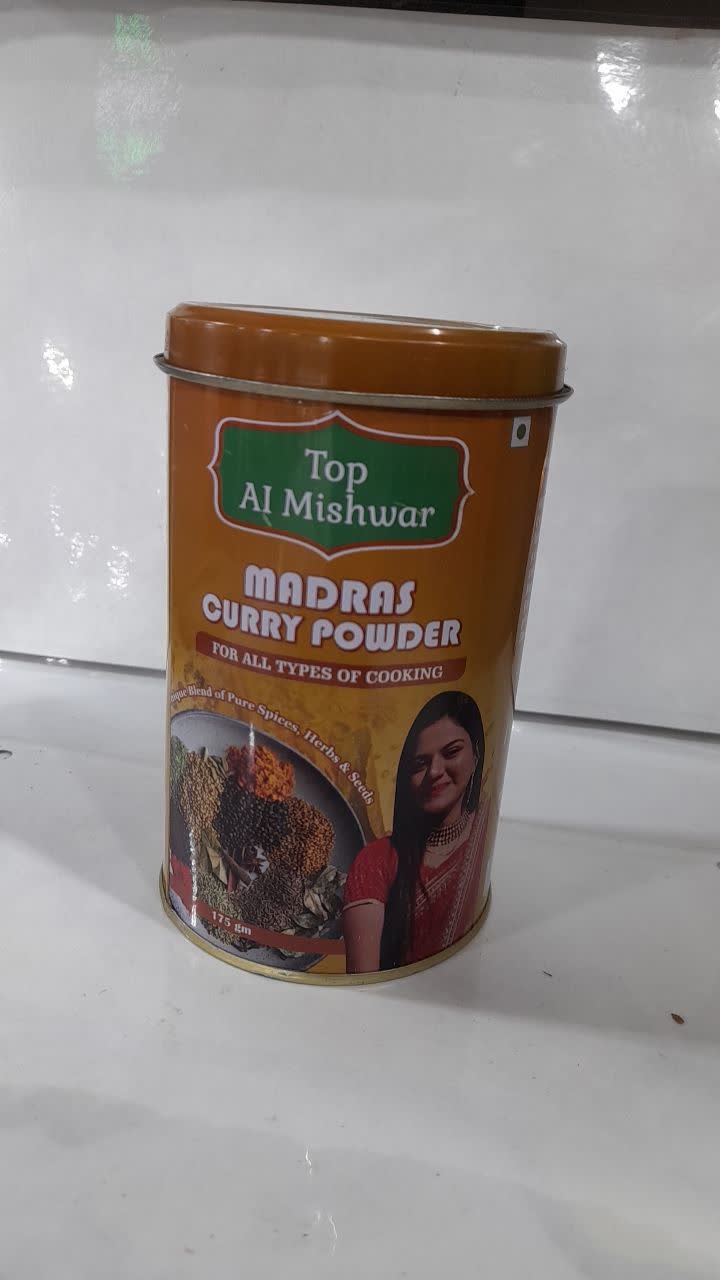 Top
Al Mishwar
MADRAS
CURRY POWDER
FOR ALL TYPES OF COOKING
Blend of Pure Spices, Herbs & Seeds
175 gm